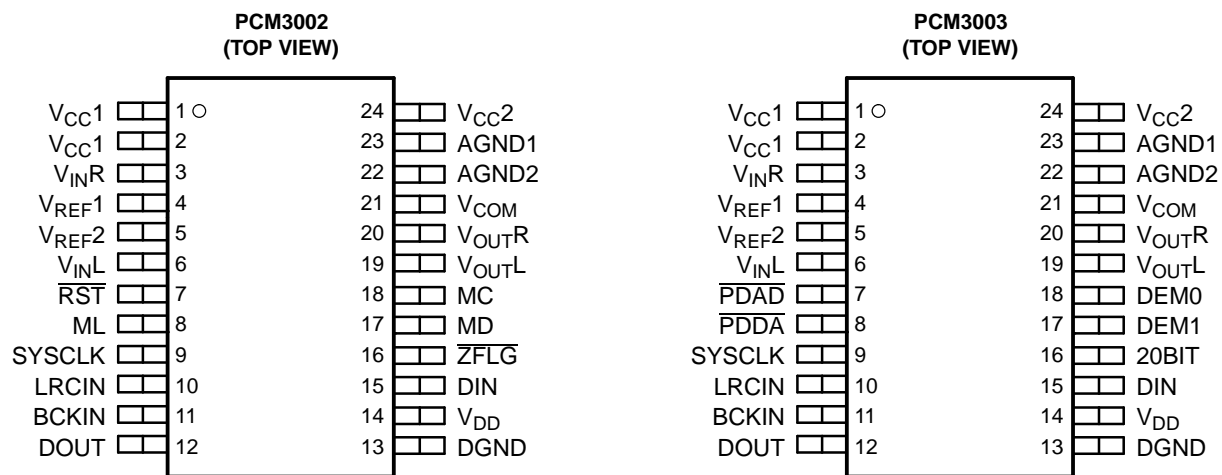 PCM3002
(TOP VIEW)
VCC1 1 24 VCC2
VCC1 2 23 AGND1
VINR 3 22 AGND2
VREF1 4 21 VCOM
VREF2 5 20 VOUTR
VINL 6 19 VOUTL
RST 7 18 MC
ML 8 17 MD
SYSCLK 9 16 ZFLG
LRCIN 10 15 DIN
BCKIN 11 14 VDD
DOUT 12 13 DGND
PCM3003
(TOP VIEW)
VCC1 1 24 VCC2
VCC1 2 23 AGND1
VINR 3 22 AGND2
VREF1 4 21 VCOM
VREF2 5 20 VOUTR
VINL 6 19 VOUTL
PDAD 7 18 DEM0
PDDA 8 17 DEM1
SYSCLK 9 16 20BIT
LRCIN 10 15 DIN
BCKIN 11 14 VDD
DOUT 12 13 DGND